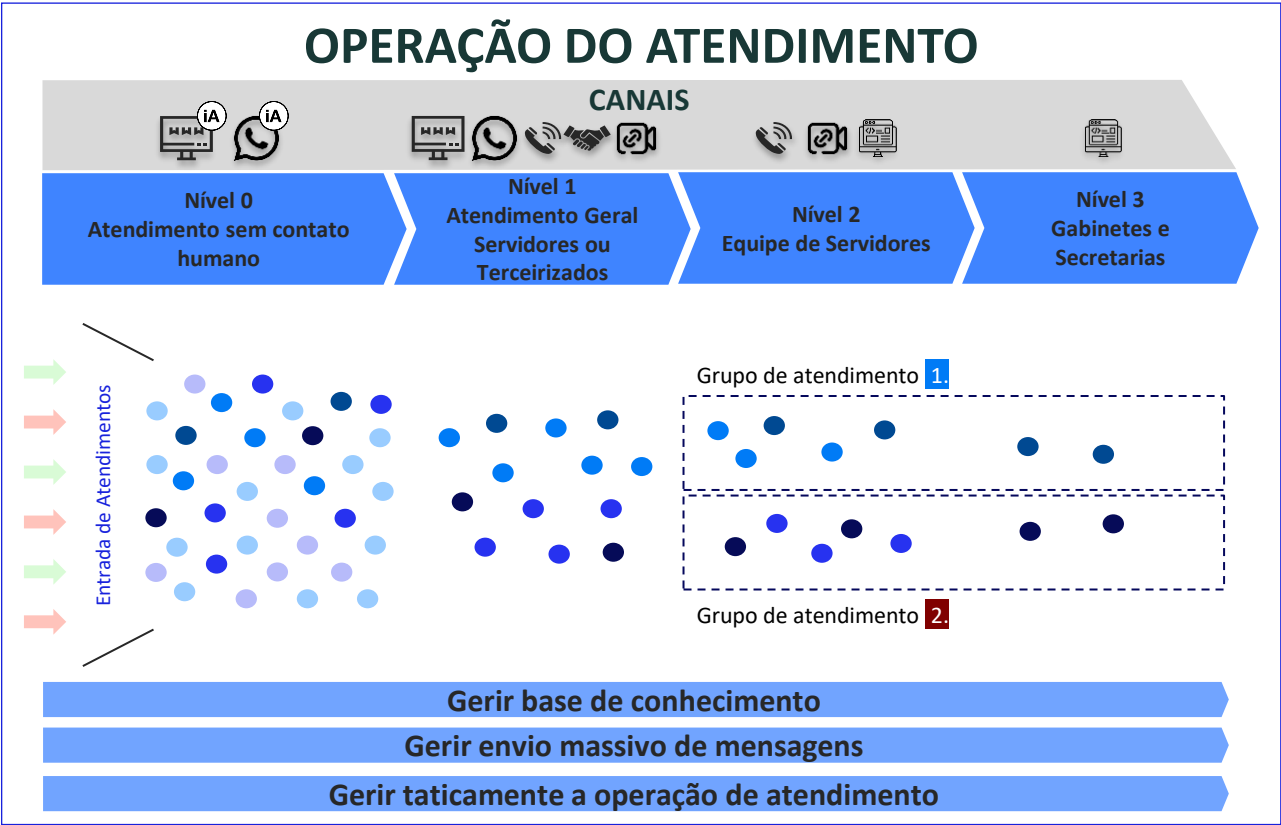 OPERAÇÃO DO ATENDIMENTO
CANAIS
iA
iA
Nível 0
Atendimento sem contato
humano
Nível 1
Atendimento Geral
Servidores ou
Terceirizados
Nível 2
Equipe de Servidores
Nível 3
Gabinetes e
Secretarias
Entrada de Atendimentos
Grupo de atendimento 1.
Grupo de atendimento 2.
Gerir base de conhecimento
Gerir envio massivo de mensagens
Gerir taticamente a operação de atendimento